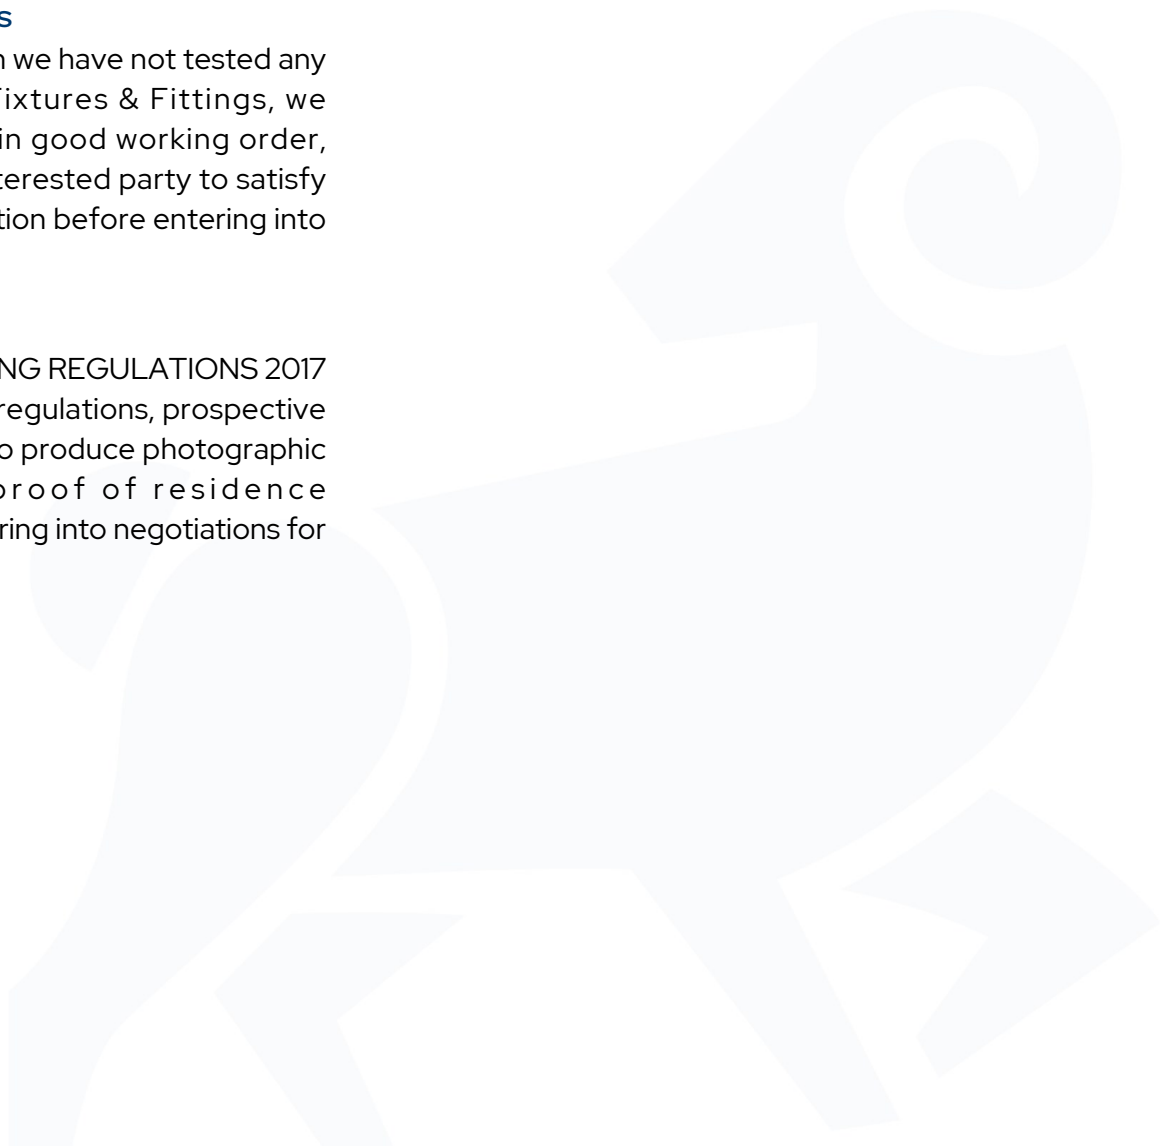 s
n we have not tested any
Fixtures & Fittings, we
in good working order,
terested party to satisfy
tion before entering into
NG REGULATIONS 2017
regulations, prospective
o produce photographic
proof of residence
ring into negotiations for